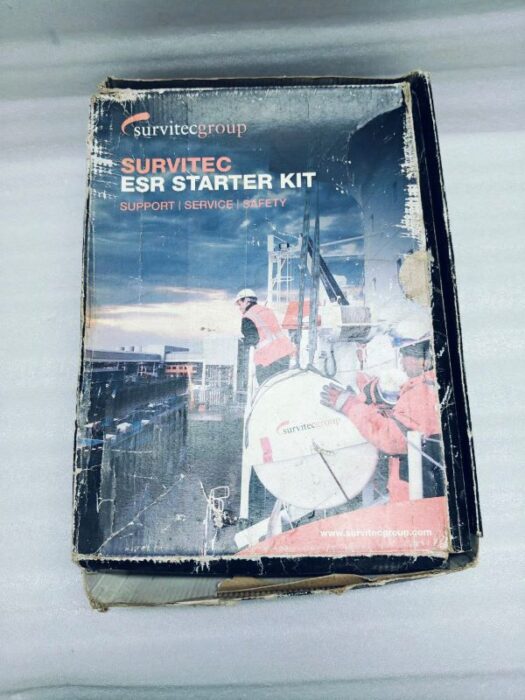 survitecgroup
SURVITEC
ESR STARTER KIT
SUPPORT | SERVICE | SAFETY
survitecgroup
www.survitecgroup.com